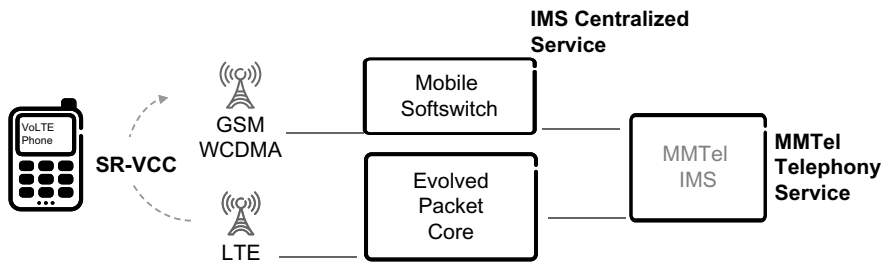 IMS Centralized
Service
Mobile
Softswitch
GSM
WCDMA
VoLTE
Phone
SR-VCC
MMTel
IMS
MMTel
Telephony
Service
Evolved
Packet
Core
LTE